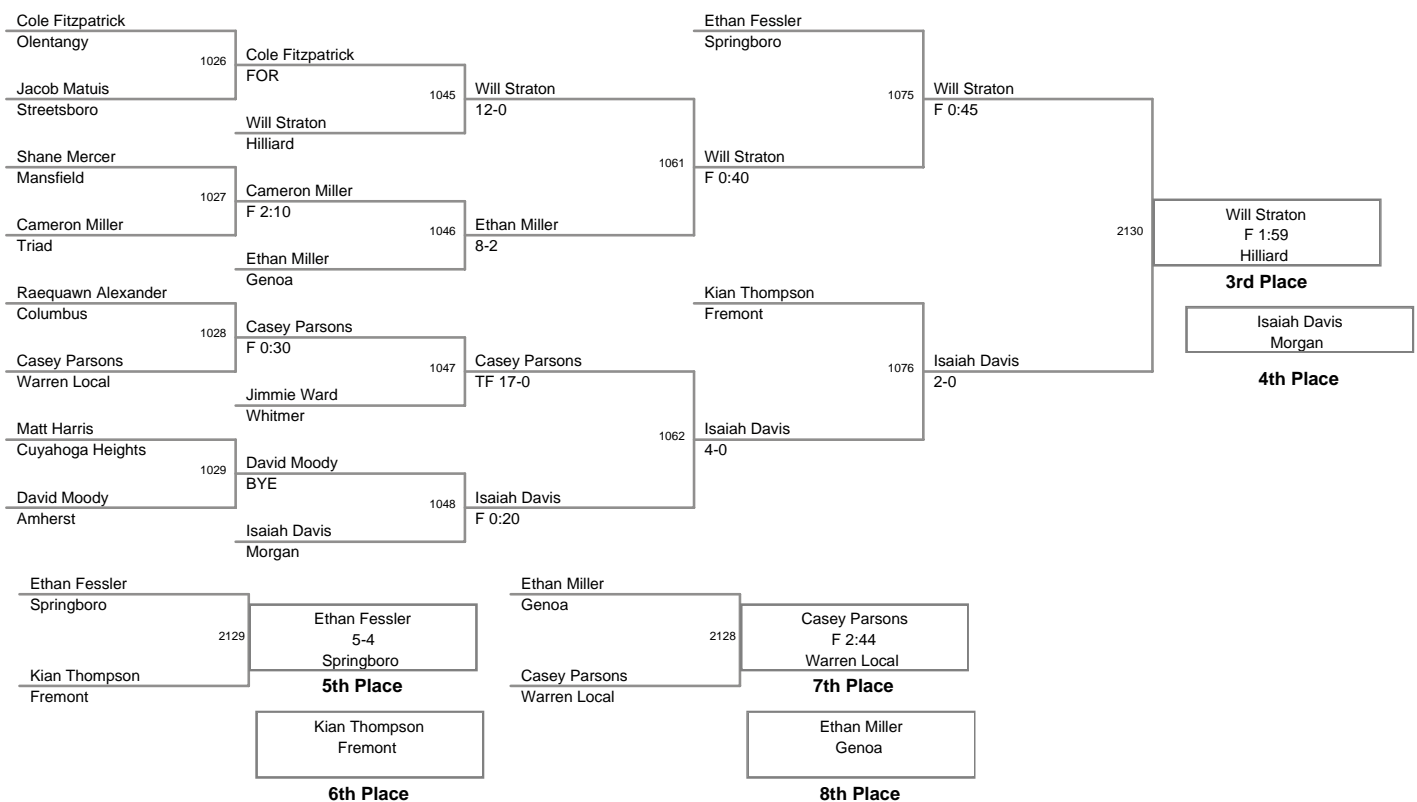 Cole Fitzpatrick
Olentangy
1026
Jacob Matuis
Streetsboro
Shane Mercer
Mansfield
1027
Cameron Miller
Triad
Raequawn Alexander
Columbus
1028
Casey Parsons
Warren Local
Matt Harris
Cuyahoga Heights
1029
David Moody
Amherst
Cole Fitzpatrick
FOR
1045
Will Straton
Hilliard
Cameron Miller
F 2:10
1046
Ethan Miller
Genoa
Casey Parsons
F 0:30
1047
Jimmie Ward
Whitmer
David Moody
BYE
1048
Isaiah Davis
Morgan
Will Straton
12-0
1061
Ethan Miller
8-2
Casey Parsons
TF 17-0
1062
Isaiah Davis
F 0:20
Ethan Fessler
Springboro
1075
Will Straton
F 0:40
Kian Thompson
Fremont
1076
Isaiah Davis
4-0
Will Straton
F 0:45
2130
Isaiah Davis
2-0
Will Straton
F 1:59
Hilliard
3rd Place
Isaiah Davis
Morgan
4th Place
Ethan Fessler
Springboro
2129
Kian Thompson
Fremont
Ethan Fessler
5-4
Springboro
5th Place
Kian Thompson
Fremont
6th Place
Ethan Miller
Genoa
2128
Casey Parsons
Warren Local
Casey Parsons
F 2:44
Warren Local
7th Place
Ethan Miller
Genoa
8th Place